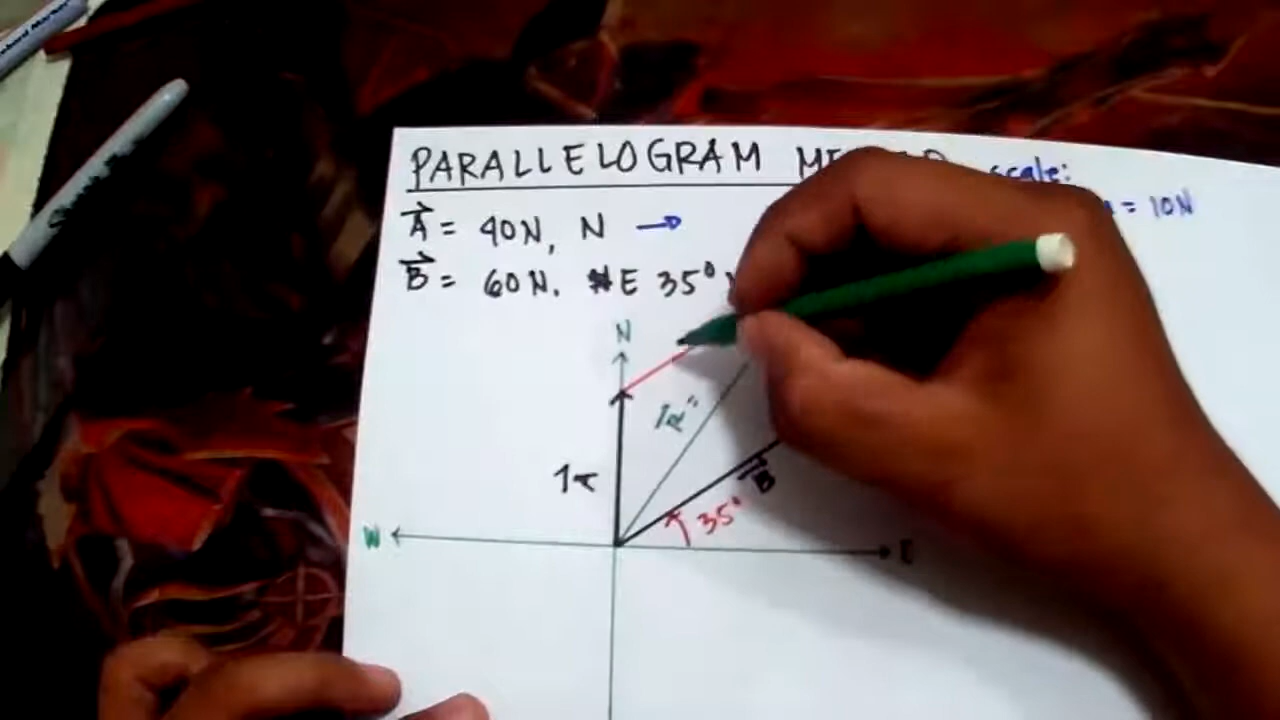 PARALLELOGRAM
scale:
= 10N
A = 40N, N →
B = 60N. E 35°
N
R
A
B
35°
W
E